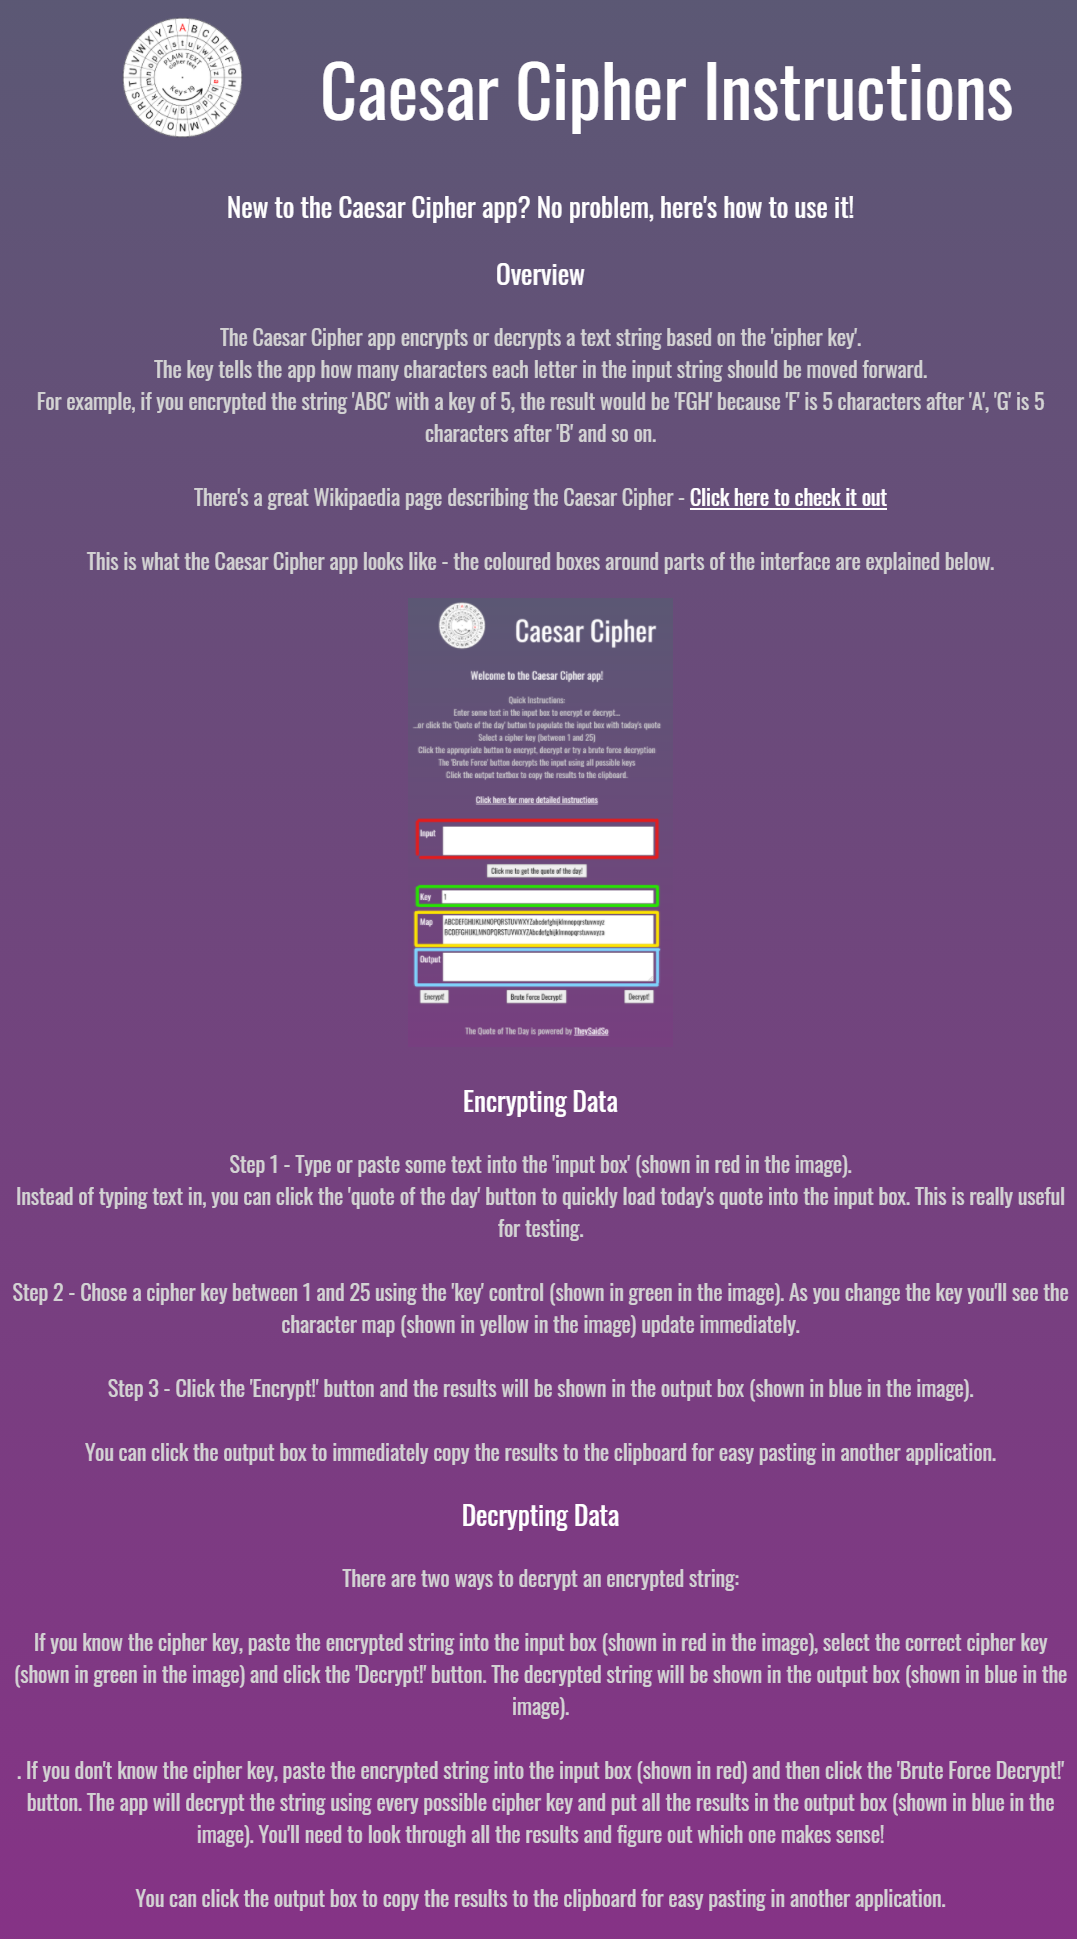 PLAIN TEXT
cipher text
Key = 19
Caesar Cipher Instructions
New to the Caesar Cipher app? No problem, here's how to use it!
Overview
The Caesar Cipher app encrypts or decrypts a text string based on the 'cipher key'.
The key tells the app how many characters each letter in the input string should be moved forward.
For example, if you encrypted the string 'ABC' with a key of 5, the result would be 'FGH' because 'F' is 5 characters after 'A', 'G' is 5
characters after 'B' and so on.
There's a great Wikipaedia page describing the Caesar Cipher - Click here to check it out
This is what the Caesar Cipher app looks like - the coloured boxes around parts of the interface are explained below.
Caesar Cipher
Welcome to the Caesar Cipher app!
Quick Instructions:
Enter some text in the input box to encrypt or decrypt...
...or click the 'Quote of the day' button to populate the input box with today's quote
Select a cipher key (between 1 and 25)
Click the appropriate button to encrypt, decrypt or try a brute force decryption
The 'Brute Force' button decrypts the input using all possible keys
Click the output textbox to copy the results to the clipboard.
Click here for more detailed instructions
Input
Click me to get the quote of the day!
Key 1
Map ABCDEFGHIJKLMNOPQRSTUVWXYZabcdefghijklmnopqrstuvwxyz
BCDEFGHIJKLMNOPQRSTUVWXYZAbcdefghijklmnopqrstuvwxyza
Output
Encrypt! Brute Force Decrypt! Decrypt!
The Quote of The Day is powered by TheySaidSo
Encrypting Data
Step 1 - Type or paste some text into the 'input box' (shown in red in the image).
Instead of typing text in, you can click the 'quote of the day' button to quickly load today's quote into the input box. This is really useful
for testing.
Step 2 - Chose a cipher key between 1 and 25 using the 'key' control (shown in green in the image). As you change the key you'll see the
character map (shown in yellow in the image) update immediately.
Step 3 - Click the 'Encrypt!' button and the results will be shown in the output box (shown in blue in the image).
You can click the output box to immediately copy the results to the clipboard for easy pasting in another application.
Decrypting Data
There are two ways to decrypt an encrypted string:
If you know the cipher key, paste the encrypted string into the input box (shown in red in the image), select the correct cipher key
(shown in green in the image) and click the 'Decrypt!' button. The decrypted string will be shown in the output box (shown in blue in the
image).
. If you don't know the cipher key, paste the encrypted string into the input box (shown in red) and then click the 'Brute Force Decrypt!'
button. The app will decrypt the string using every possible cipher key and put all the results in the output box (shown in blue in the
image). You'll need to look through all the results and figure out which one makes sense!
You can click the output box to copy the results to the clipboard for easy pasting in another application.